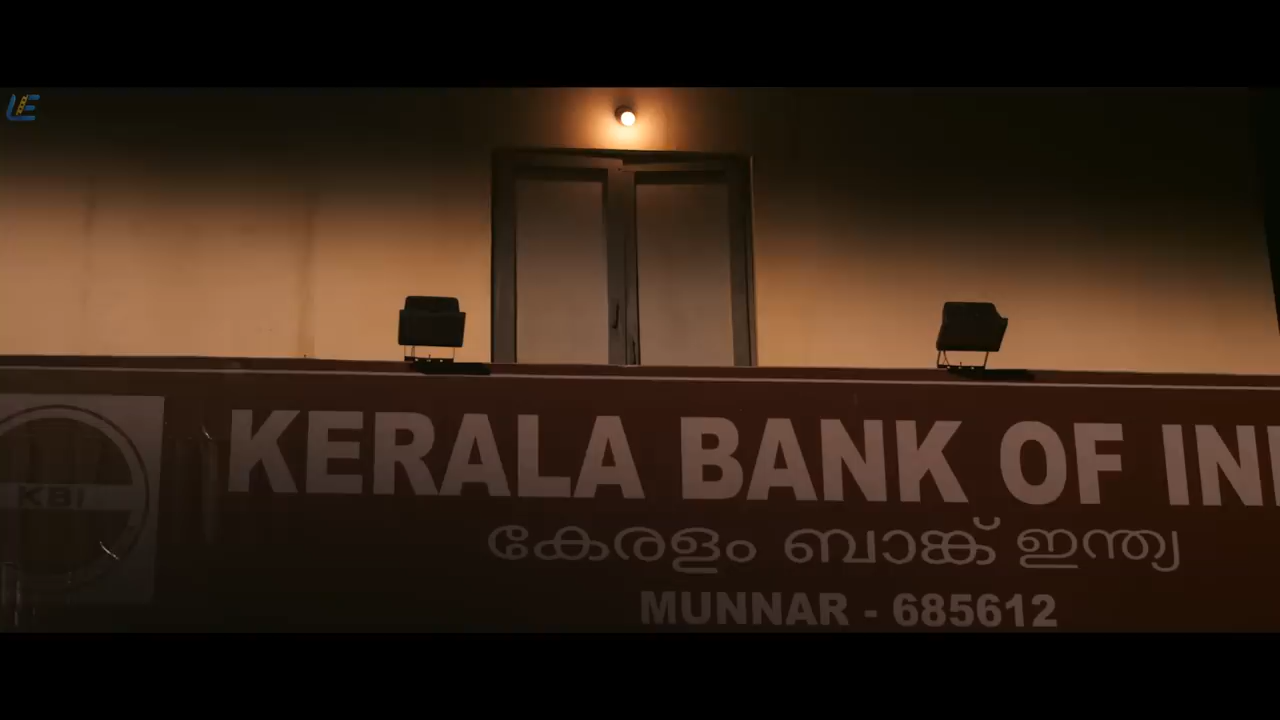 KBI
KERALA BANK OF IN
കേരളം ബാങ്ക് ഇന്ത്യ
MUNNAR - 685612